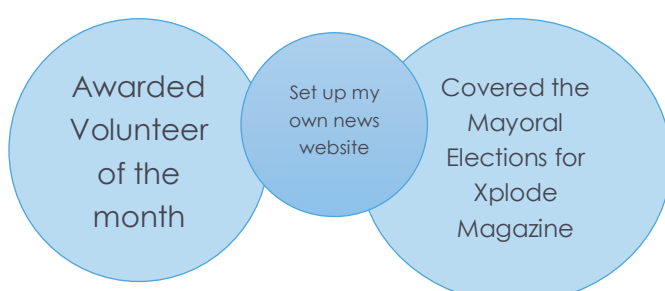 Awarded
Volunteer
of the
month
Set up my
own news
website
Covered the
Mayoral
Elections for
Xplode
Magazine